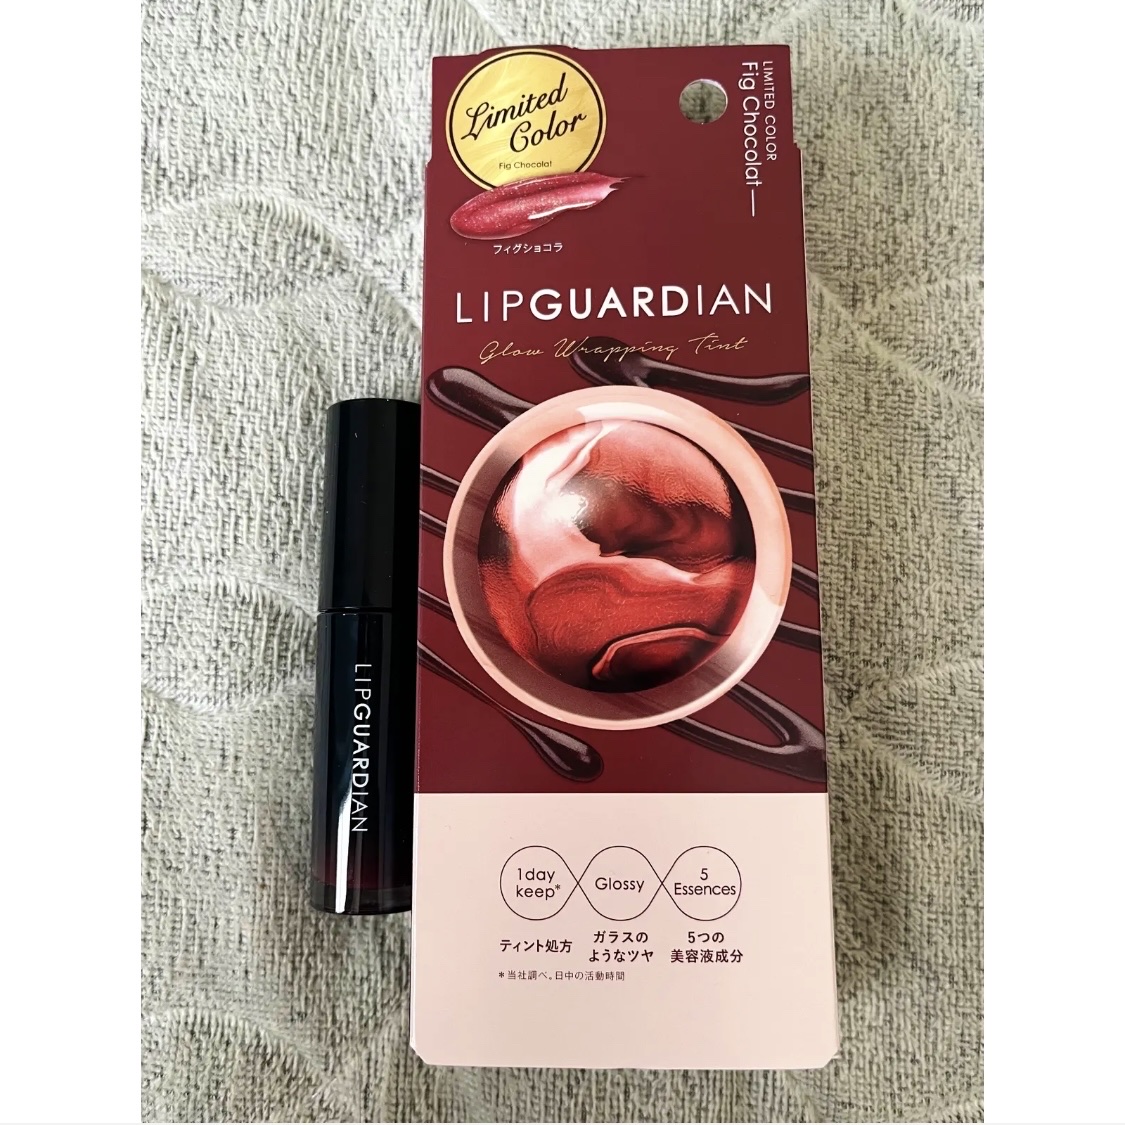 Limited
Color
Fig Chocolat
フィグショコラ
LIMITED COLOR
Fig Chocolat
LIPGUARDIAN
Glow Wrapping Tint
1day
keep*
Glossy
5
Essences
ティント処方
ガラスの
ようなツヤ
5つの
美容液成分
*当社調べ。日中の活動時間
LIPGUARDIAN